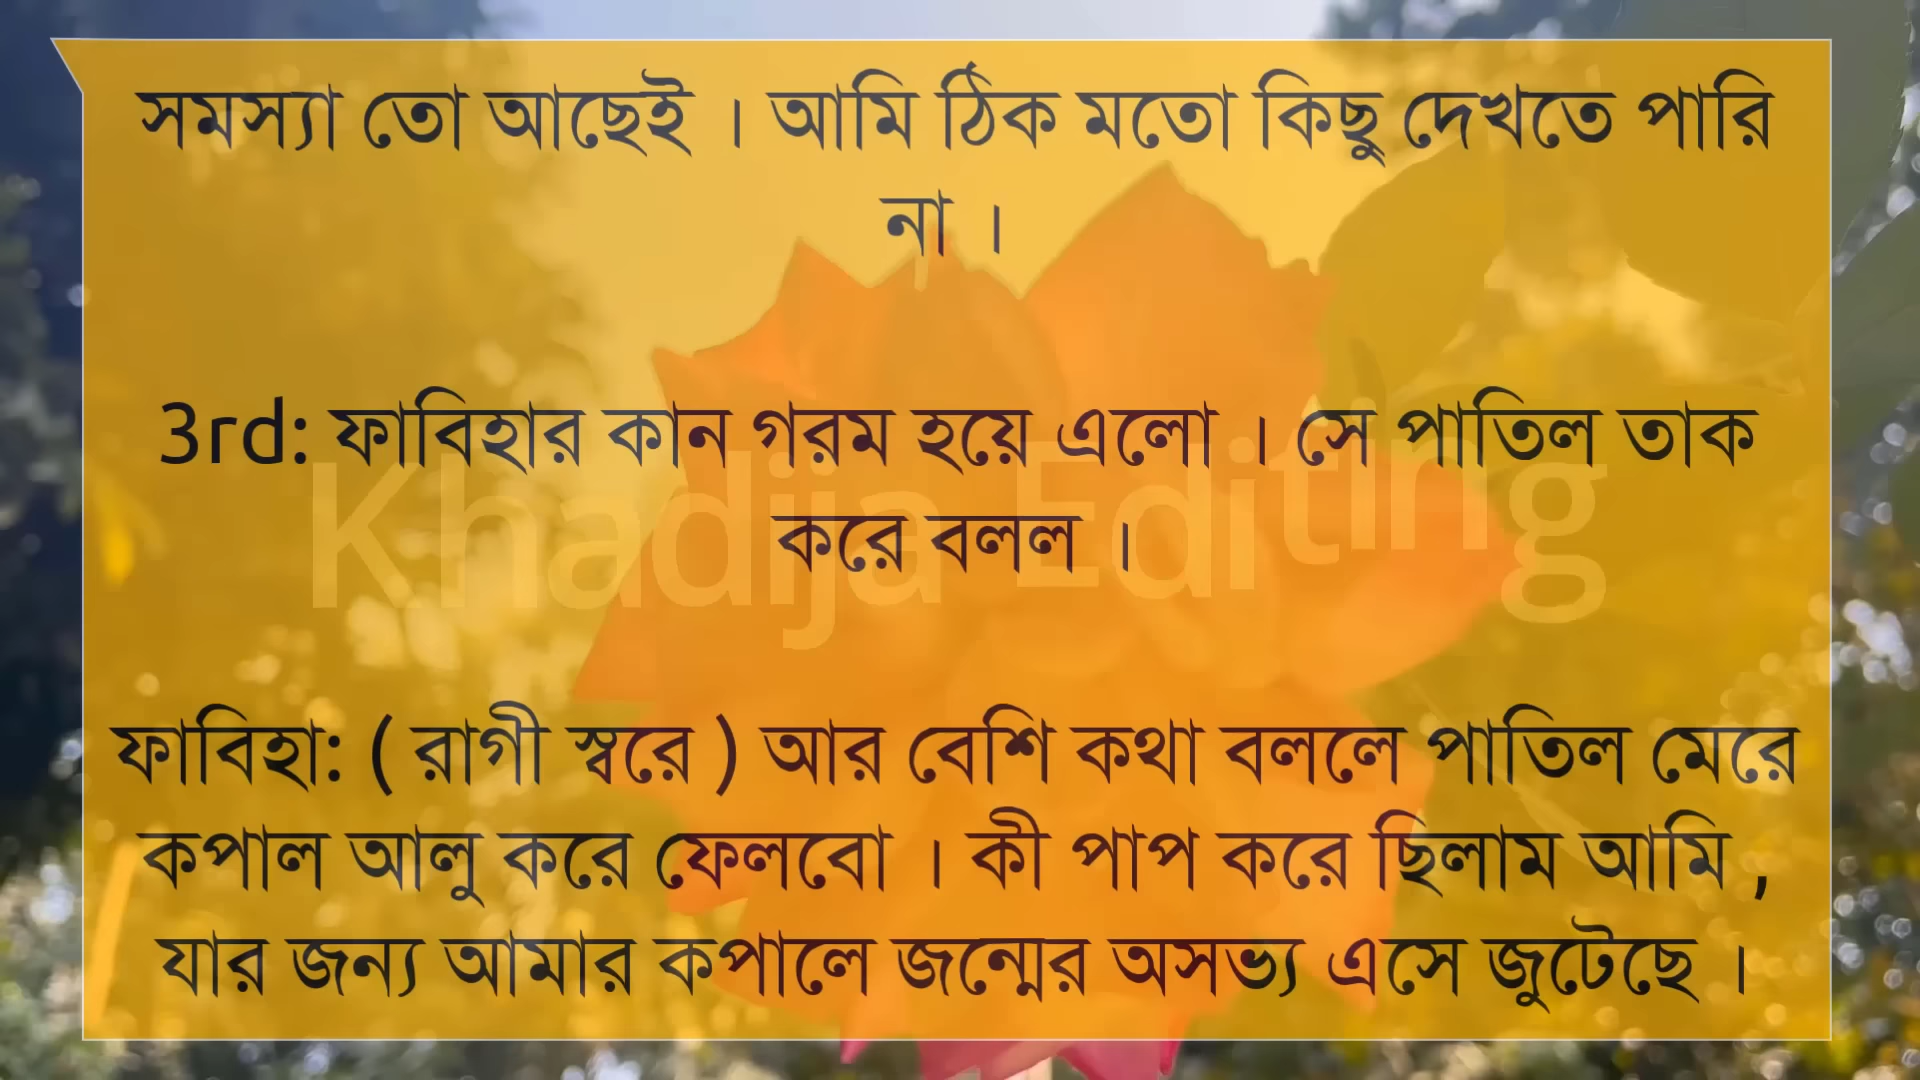 সমস্যা তো আছেই । আমি ঠিক মতো কিছু দেখতে পারি
না ।
3rd: ফাবিহার কান গরম হয়ে এলো । সে পাতিল তাক
করে বলল ।
Khadija Editing
ফাবিহা: ( রাগী স্বরে ) আর বেশি কথা বললে পাতিল মেরে
কপাল আলু করে ফেলবো । কী পাপ করে ছিলাম আমি ,
যার জন্য আমার কপালে জন্মের অসভ্য এসে জুটেছে ।